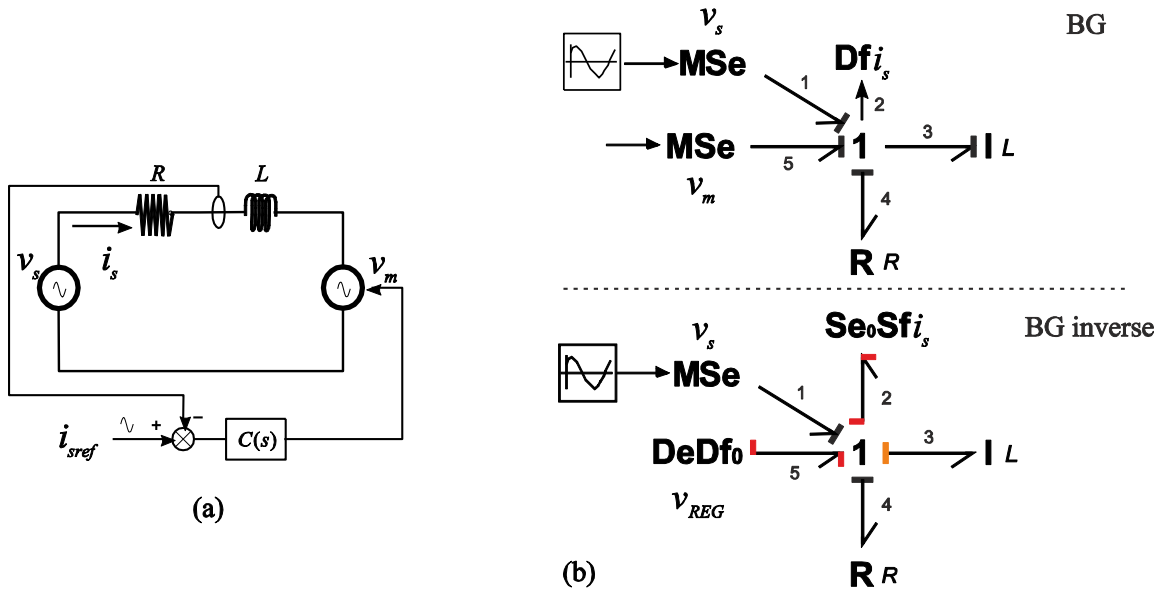 R
L
v_s
i_s
v_m
i_sref
+
−
C(s)
(a)
BG
v_s
MSe
Df i_s
1
2
MSe
5
1
3
I L
v_m
4
R R
BG inverse
Se0Sf i_s
v_s
MSe
1
2
DeDf0
5
1
3
I L
v_REG
4
R R
(b)